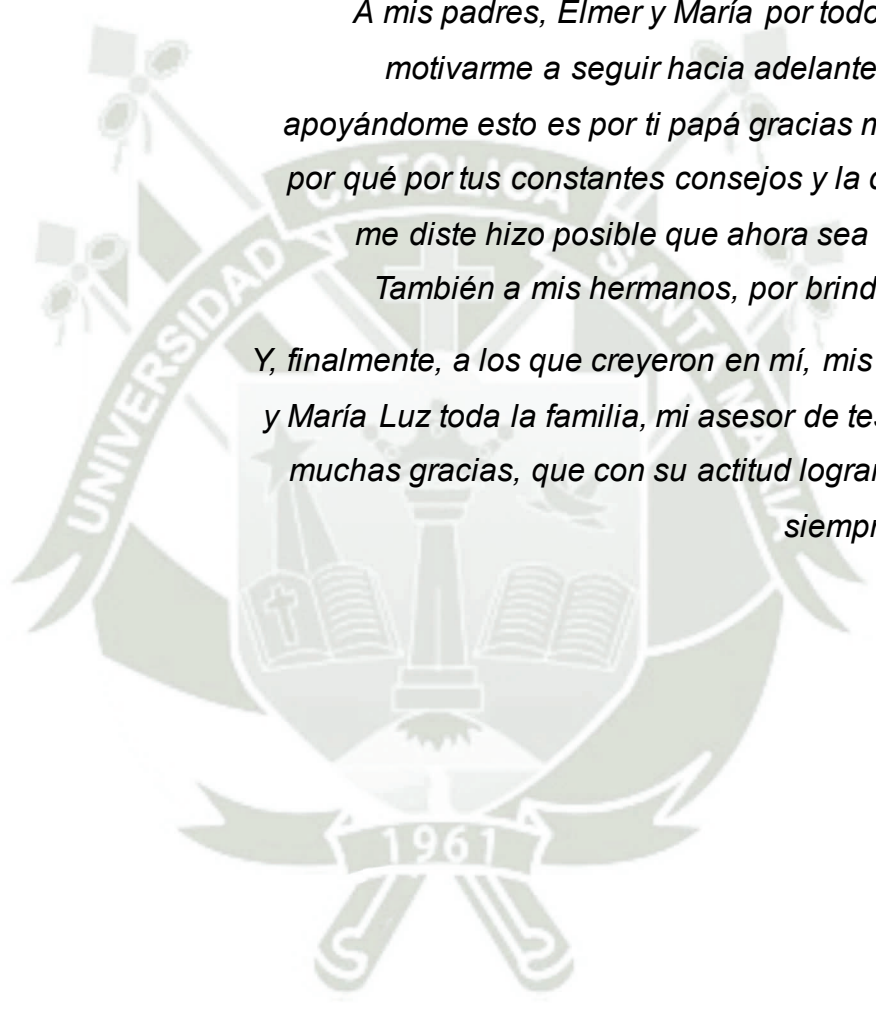 A mis padres, Elmer y María por todo
motivarme a seguir hacia adelante
apoyándome esto es por ti papá gracias
por qué por tus constantes consejos y la
me diste hizo posible que ahora sea
También a mis hermanos, por brind
Y, finalmente, a los que creyeron en mí, mis
y María Luz toda la familia, mi asesor de
muchas gracias, que con su actitud
siempr
UNIVERSIDAD CATOLICA SANTA MARÍA
1961